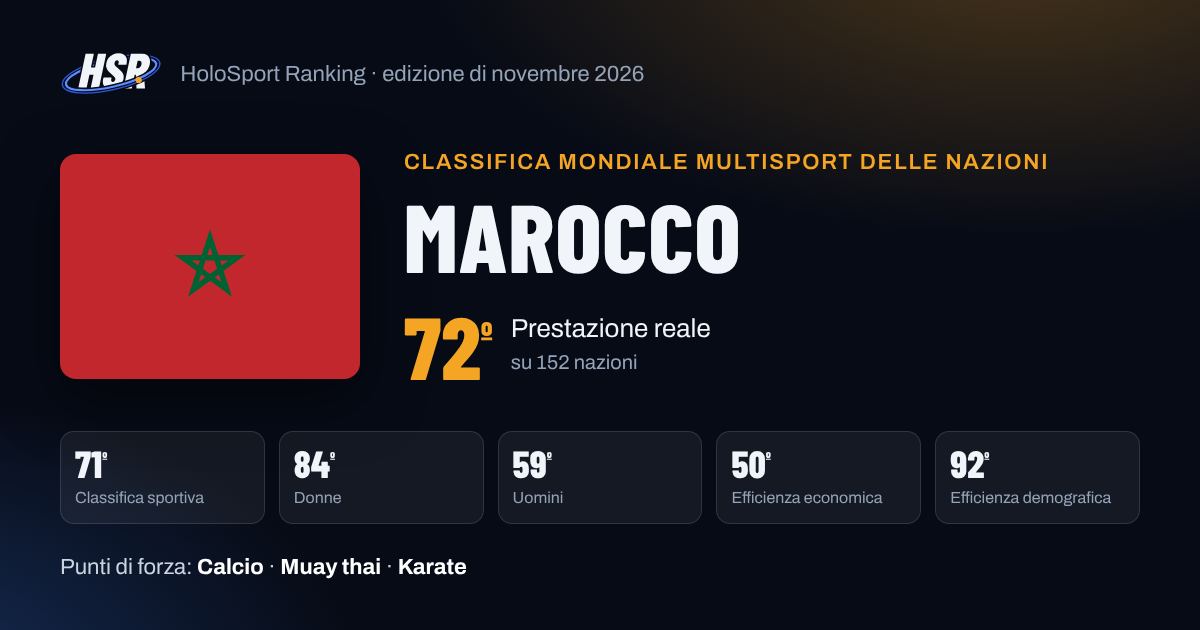 HSR
HoloSport Ranking · edizione di novembre 2026
CLASSIFICA MONDIALE MULTISPORT DELLE NAZIONI
MAROCCO
72º
Prestazione reale
su 152 nazioni
71º
Classifica sportiva
84º
Donne
59º
Uomini
50º
Efficienza economica
92º
Efficienza demografica
Punti di forza: Calcio · Muay thai · Karate